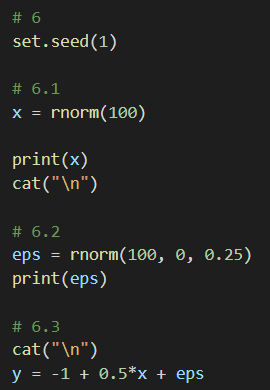 # 6
set.seed(1)
# 6.1
x = rnorm(100)
print(x)
cat("\n")
# 6.2
eps = rnorm(100, 0, 0.25)
print(eps)
# 6.3
cat("\n")
y = -1 + 0.5*x + eps